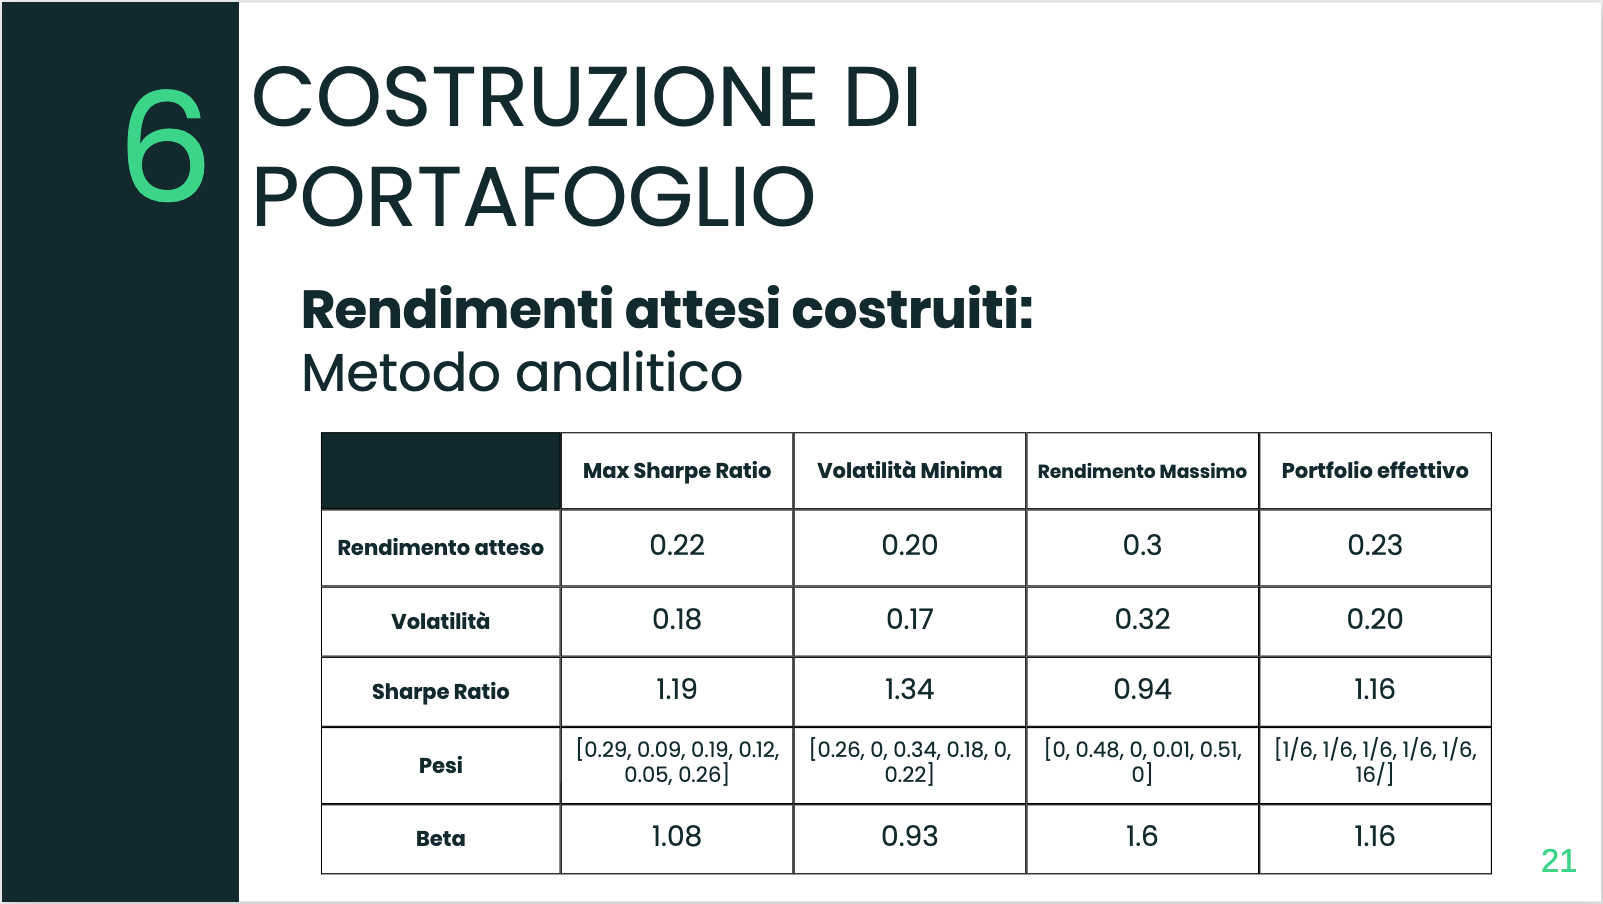 6
COSTRUZIONE DI
PORTAFOGLIO
Rendimenti attesi costruiti:
Metodo analitico
Max Sharpe Ratio Volatilità Minima Rendimento Massimo Portfolio effettivo
Rendimento atteso 0.22 0.20 0.3 0.23
Volatilità 0.18 0.17 0.32 0.20
Sharpe Ratio 1.19 1.34 0.94 1.16
Pesi [0.29, 0.09, 0.19, 0.12, 0.05, 0.26] [0.26, 0, 0.34, 0.18, 0, 0.22] [0, 0.48, 0, 0.01, 0.51, 0] [1/6, 1/6, 1/6, 1/6, 1/6, 16/]
Beta 1.08 0.93 1.6 1.16
21